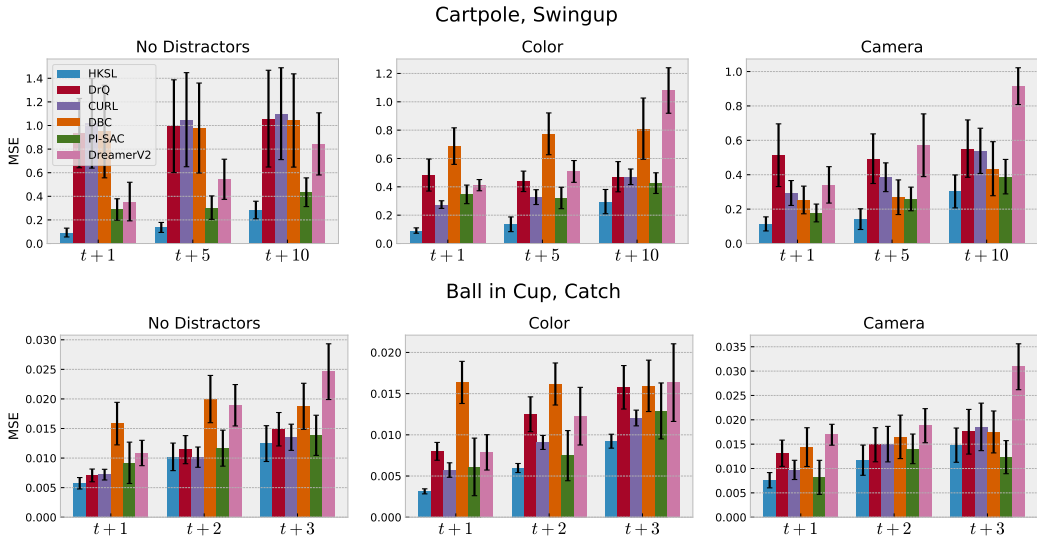 Cartpole, Swingup
No Distractors
Color
Camera
MSE
1.4
1.2
1.0
0.8
0.6
0.4
0.2
0.0
HKSL
DrQ
CURL
DBC
PI-SAC
DreamerV2
t + 1
t + 5
t + 10
1.2
1.0
0.8
0.6
0.4
0.2
0.0
t + 1
t + 5
t + 10
1.0
0.8
0.6
0.4
0.2
0.0
t + 1
t + 5
t + 10
Ball in Cup, Catch
No Distractors
Color
Camera
MSE
0.030
0.025
0.020
0.015
0.010
0.005
0.000
t + 1
t + 2
t + 3
0.020
0.015
0.010
0.005
0.000
t + 1
t + 2
t + 3
0.035
0.030
0.025
0.020
0.015
0.010
0.005
0.000
t + 1
t + 2
t + 3